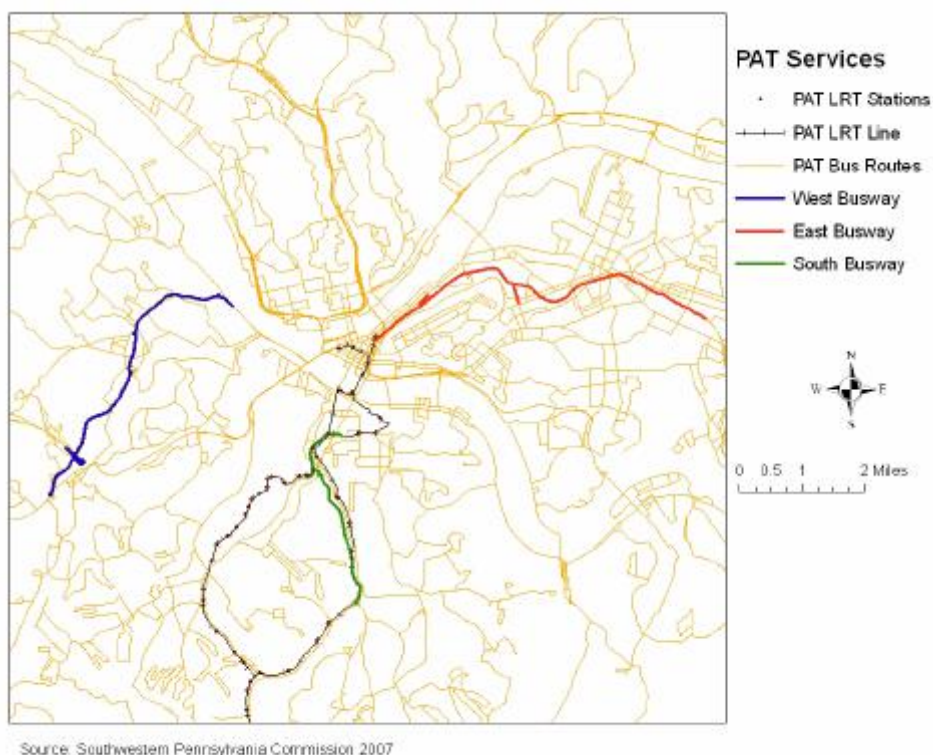 PAT Services
PAT LRT Stations
PAT LRT Line
PAT Bus Routes
West Busway
East Busway
South Busway
N
W E
S
0 0.5 1 2 Miles
Source: Southwestern Pennsylvania Commission 2007